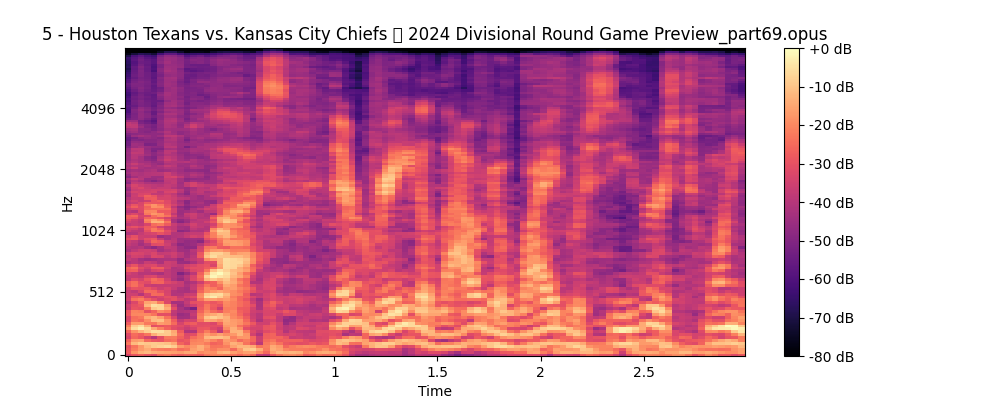 5 - Houston Texans vs. Kansas City Chiefs ▯ 2024 Divisional Round Game Preview_part69.opus
Hz
4096
2048
1024
512
0
0 0.5 1 1.5 2 2.5
Time
+0 dB
-10 dB
-20 dB
-30 dB
-40 dB
-50 dB
-60 dB
-70 dB
-80 dB